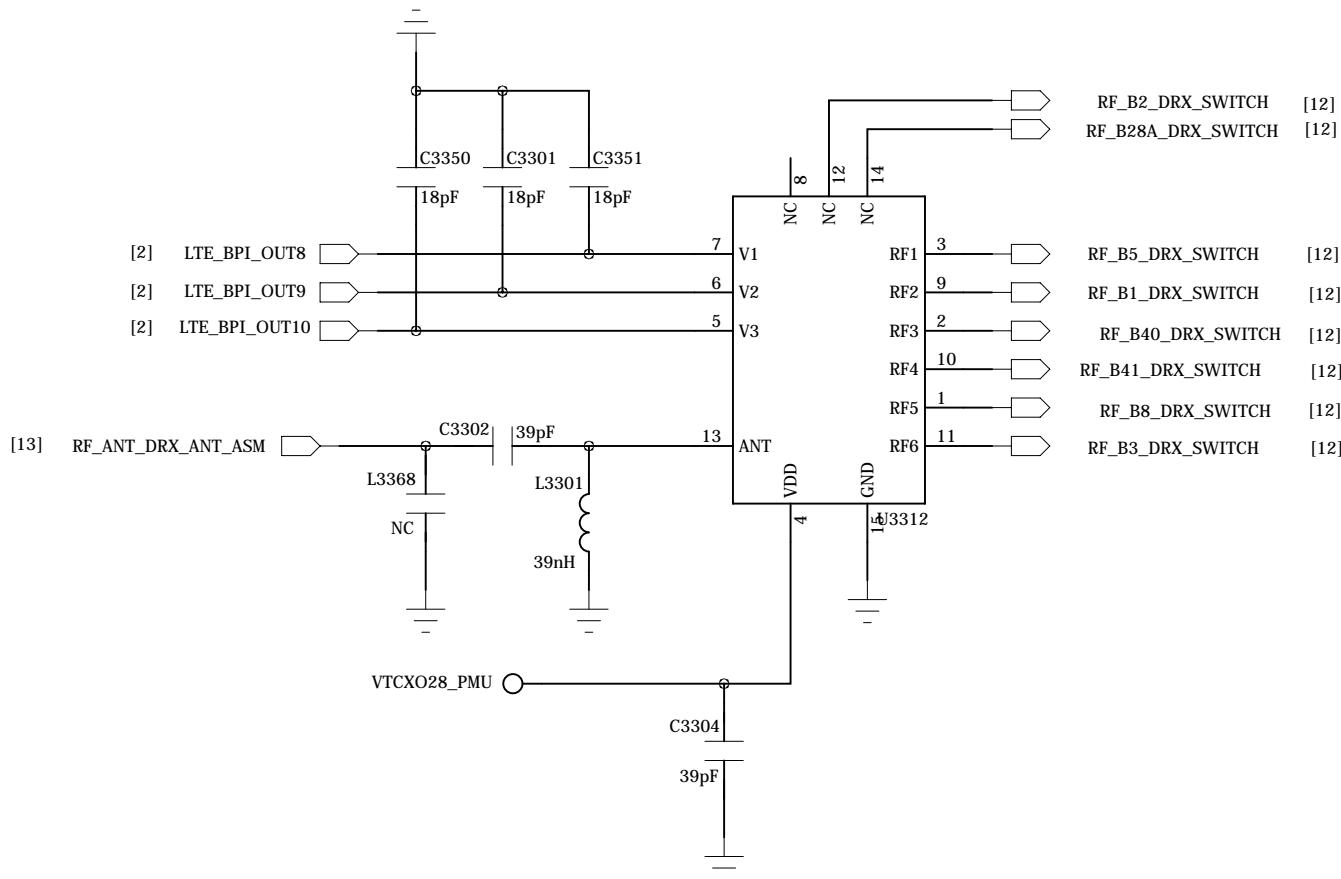 RF_B2_DRX_SWITCH [12]
RF_B28A_DRX_SWITCH [12]
C3350 C3301 C3351
18pF 18pF 18pF
8 12 14
NC NC NC
[2] LTE_BPI_OUT8 7 V1 RF1 3 RF_B5_DRX_SWITCH [12]
[2] LTE_BPI_OUT9 6 V2 RF2 9 RF_B1_DRX_SWITCH [12]
[2] LTE_BPI_OUT10 5 V3 RF3 2 RF_B40_DRX_SWITCH [12]
RF4 10 RF_B41_DRX_SWITCH [12]
RF5 1 RF_B8_DRX_SWITCH [12]
[13] RF_ANT_DRX_ANT_ASM C3302 39pF 13 ANT RF6 11 RF_B3_DRX_SWITCH [12]
L3368 L3301 VDD GND
NC 4 15 U3312
39nH
VTCXO28_PMU
C3304
39pF